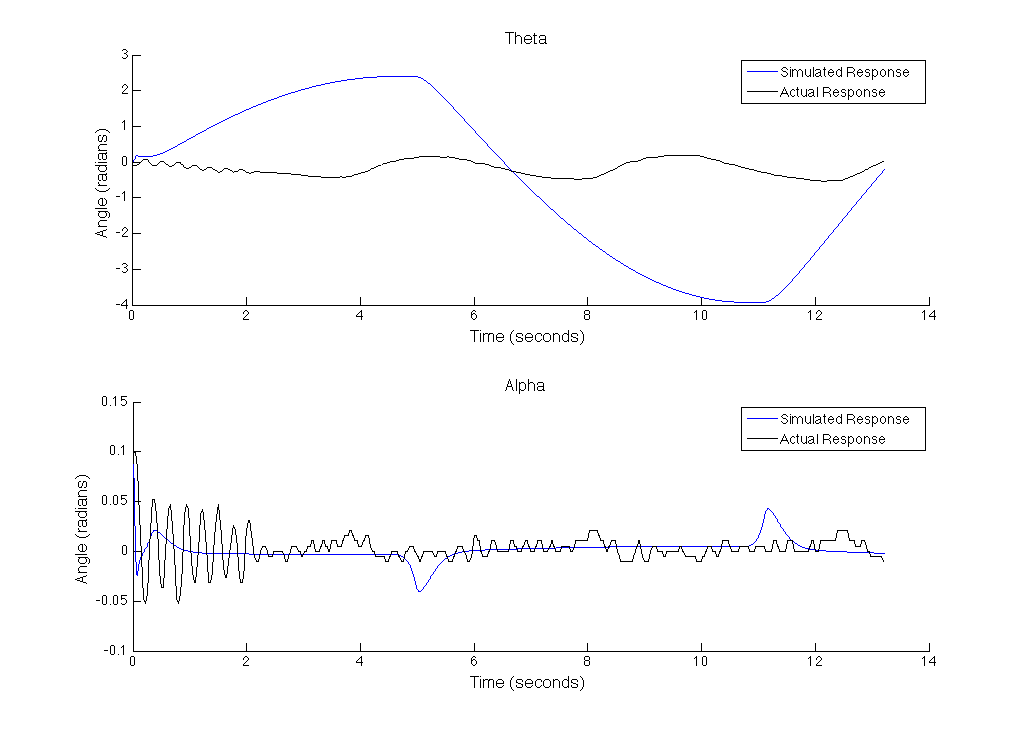 Theta
3
2
1
0
-1
-2
-3
-4
Angle (radians)
Simulated Response
Actual Response
0 2 4 6 8 10 12 14
Time (seconds)
Alpha
0.15
0.1
0.05
0
-0.05
-0.1
Angle (radians)
Simulated Response
Actual Response
0 2 4 6 8 10 12 14
Time (seconds)